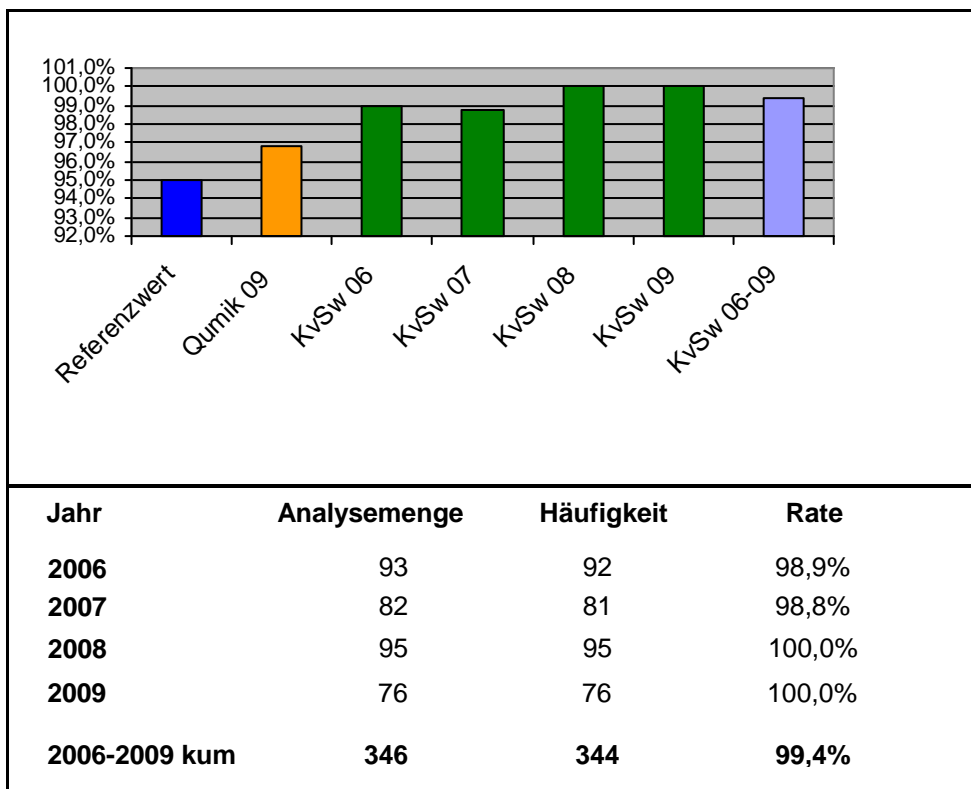 101,0%
100,0%
99,0%
98,0%
97,0%
96,0%
95,0%
94,0%
93,0%
92,0%
Referenzwert
Qumik 09
KvSw 06
KvSw 07
KvSw 08
KvSw 09
KvSw 06-09
Jahr Analysemenge Häufigkeit Rate
2006 93 92 98,9%
2007 82 81 98,8%
2008 95 95 100,0%
2009 76 76 100,0%
2006-2009 kum 346 344 99,4%